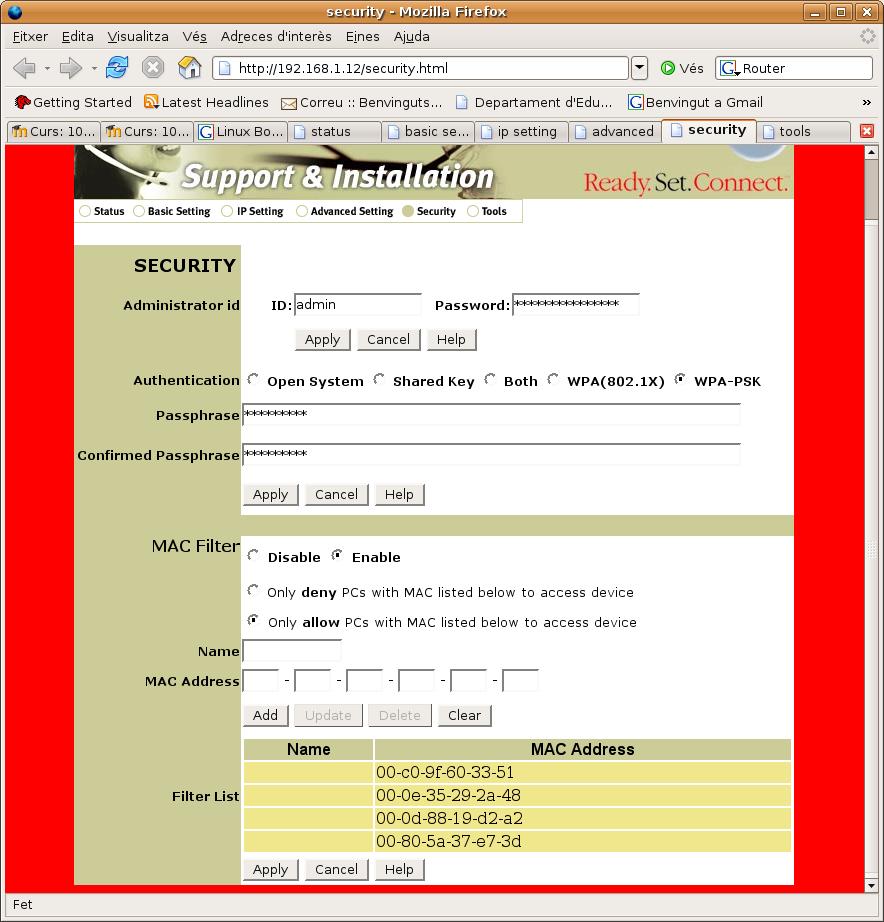 security - Mozilla Firefox
Fitxer Edita Visualitza Vés Adreces d'interès Eines Ajuda
http://192.168.1.12/security.html Vés Router
Getting Started Latest Headlines Correu :: Benvinguts... Departament d'Edu... Benvingut a Gmail »
Curs: 10... Curs: 10... Linux Bo... status basic se... ip setting advanced security tools
Support & Installation Ready.Set.Connect.
Status Basic Setting IP Setting Advanced Setting Security Tools
SECURITY
Administrator id ID: admin Password: ***************
Apply Cancel Help
Authentication Open System Shared Key Both WPA(802.1X) WPA-PSK
Passphrase *********
Confirmed Passphrase *********
Apply Cancel Help
MAC Filter Disable Enable
Only deny PCs with MAC listed below to access device
Only allow PCs with MAC listed below to access device
Name
MAC Address - - - - -
Add Update Delete Clear
Name MAC Address
00-c0-9f-60-33-51
Filter List 00-0e-35-29-2a-48
00-0d-88-19-d2-a2
00-80-5a-37-e7-3d
Apply Cancel Help
Fet